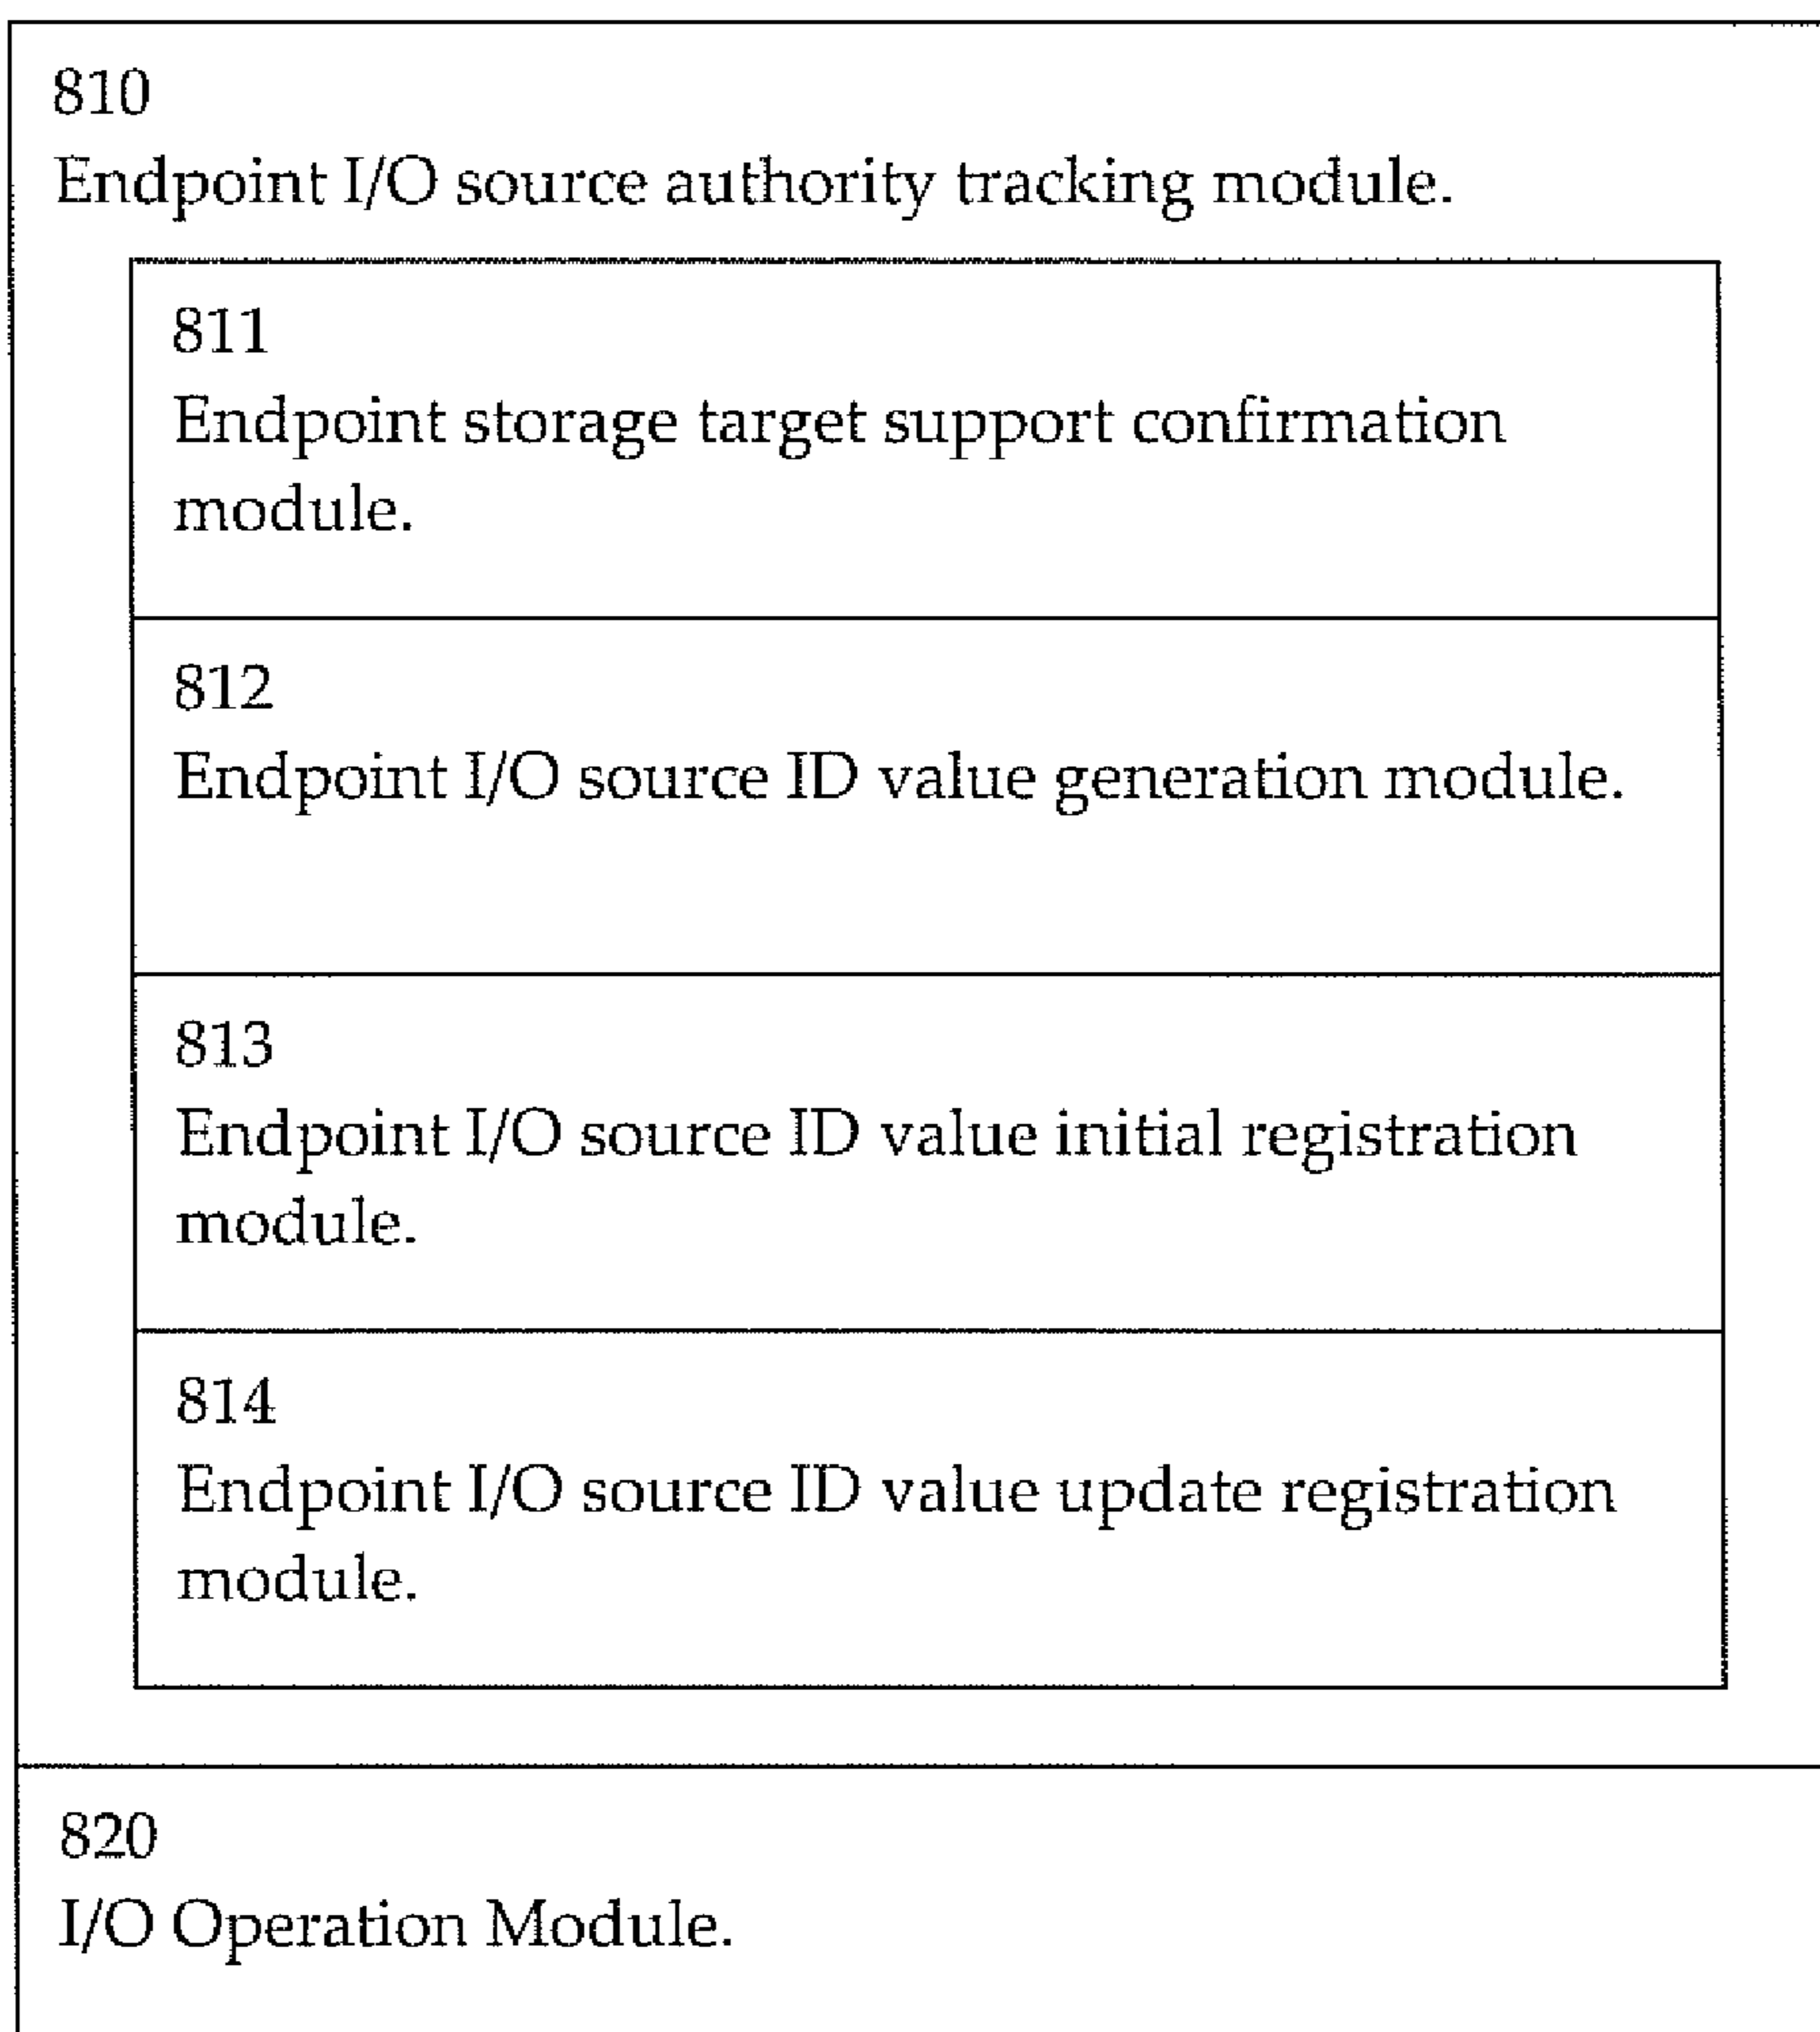 810
Endpoint I/O source authority tracking module.
811
Endpoint storage target support confirmation
module.
812
Endpoint I/O source ID value generation module.
813
Endpoint I/O source ID value initial registration
module.
814
Endpoint I/O source ID value update registration
module.
820
I/O Operation Module.